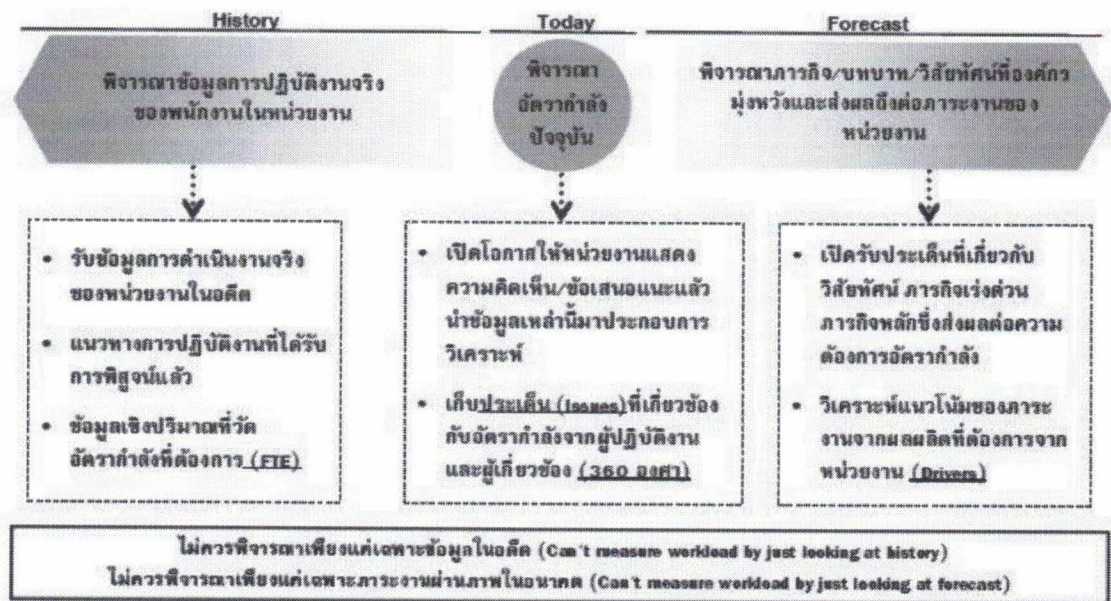 History
Today
Forecast
พิจารณาข้อมูลการปฏิบัติงานจริง
ของพนักงานในหน่วยงาน
พิจารณา
อัตรากำลัง
ปัจจุบัน
พิจารณาภารกิจ/บทบาท/วิสัยทัศน์ที่องค์กร
มุ่งหวังและส่งผลถึงต่อภาระงานของ
หน่วยงาน
• รับข้อมูลการดำเนินงานจริง
ของหน่วยงานในอดีต
• แนวทางการปฏิบัติงานที่ได้รับ
การพิสูจน์แล้ว
• ข้อมูลเชิงปริมาณที่วัด
อัตรากำลังที่ต้องการ (FTE)
• เปิดโอกาสให้หน่วยงานแสดง
ความคิดเห็น/ข้อเสนอแนะแล้ว
นำข้อมูลเหล่านี้มาประกอบการ
วิเคราะห์
• เก็บประเด็น (Issues)ที่เกี่ยวข้อง
กับอัตรากำลังจากผู้ปฏิบัติงาน
และผู้เกี่ยวข้อง (360 องศา)
• เปิดรับประเด็นที่เกี่ยวกับ
วิสัยทัศน์ ภารกิจเร่งด่วน
ภารกิจหลักซึ่งส่งผลต่อความ
ต้องการอัตรากำลัง
• วิเคราะห์แนวโน้มของภาระ
งานจากผลผลิตที่ต้องการจาก
หน่วยงาน (Drivers)
ไม่ควรพิจารณาเพียงแค่เฉพาะข้อมูลในอดีต (Can't measure workload by just looking at history)
ไม่ควรพิจารณาเพียงแค่เฉพาะภาระงานผ่านภาพในอนาคต (Can't measure workload by just looking at forecast)